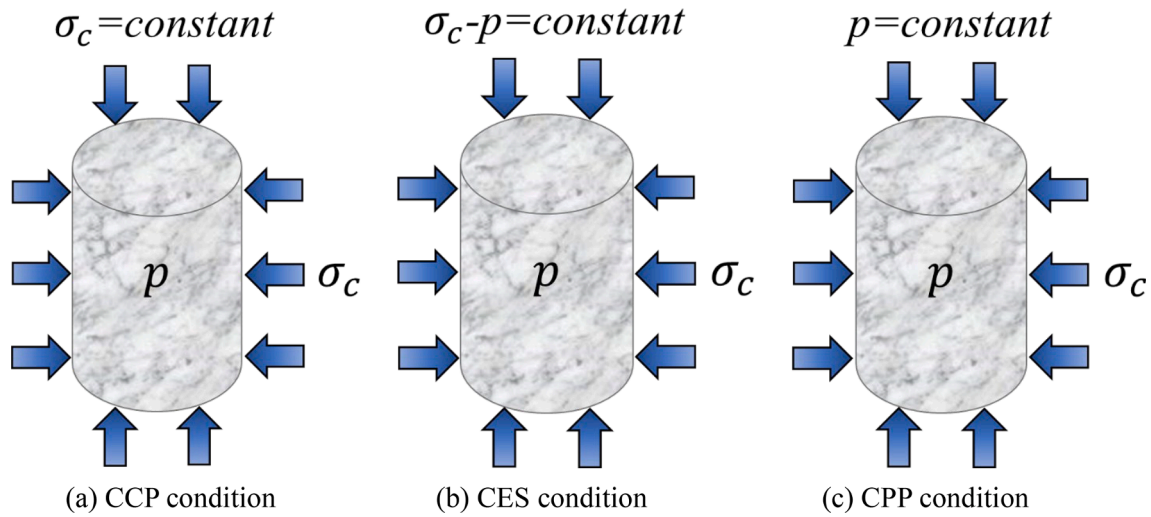 σc=constant
σc-p=constant
p=constant
p
σc
p
σc
p
σc
(a) CCP condition
(b) CES condition
(c) CPP condition